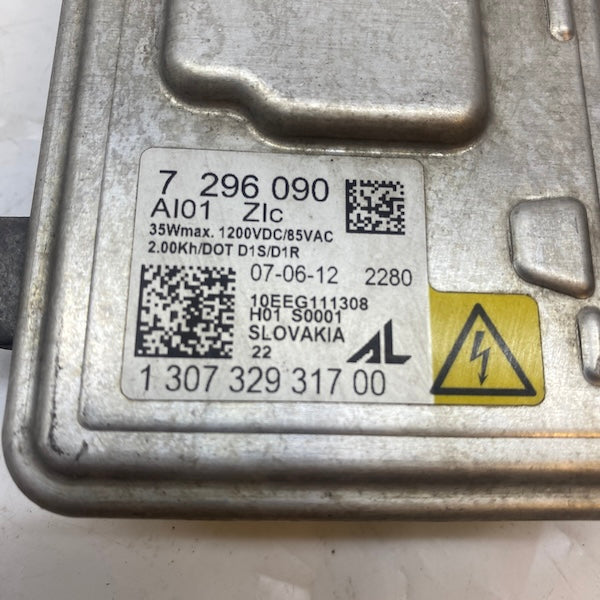 7 296 090
AI01 ZIc
35Wmax. 1200VDC/85VAC
2.00Kh/DOT D1S/D1R
07-06-12 2280
10EEG111308
H01 S0001
SLOVAKIA
22 AL
1 307 329 317 00